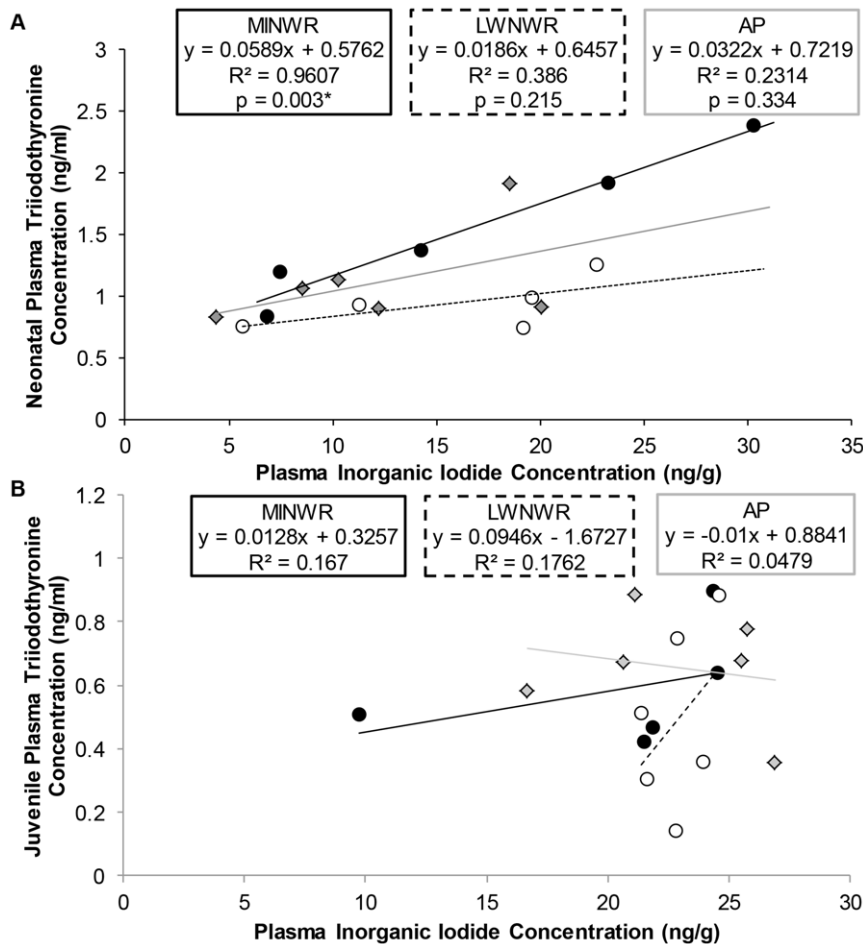 A
MINWR
y = 0.0589x + 0.5762
R² = 0.9607
p = 0.003*
LWNWR
y = 0.0186x + 0.6457
R² = 0.386
p = 0.215
AP
y = 0.0322x + 0.7219
R² = 0.2314
p = 0.334
Neonatal Plasma Triiodothyronine
Concentration (ng/ml)
3
2.5
2
1.5
1
0.5
0
0 5 10 15 20 25 30 35
Plasma Inorganic Iodide Concentration (ng/g)
B
MINWR
y = 0.0128x + 0.3257
R² = 0.167
LWNWR
y = 0.0946x - 1.6727
R² = 0.1762
AP
y = -0.01x + 0.8841
R² = 0.0479
Juvenile Plasma Triiodothyronine
Concentration (ng/ml)
1.2
1
0.8
0.6
0.4
0.2
0
0 5 10 15 20 25 30
Plasma Inorganic Iodide Concentration (ng/g)